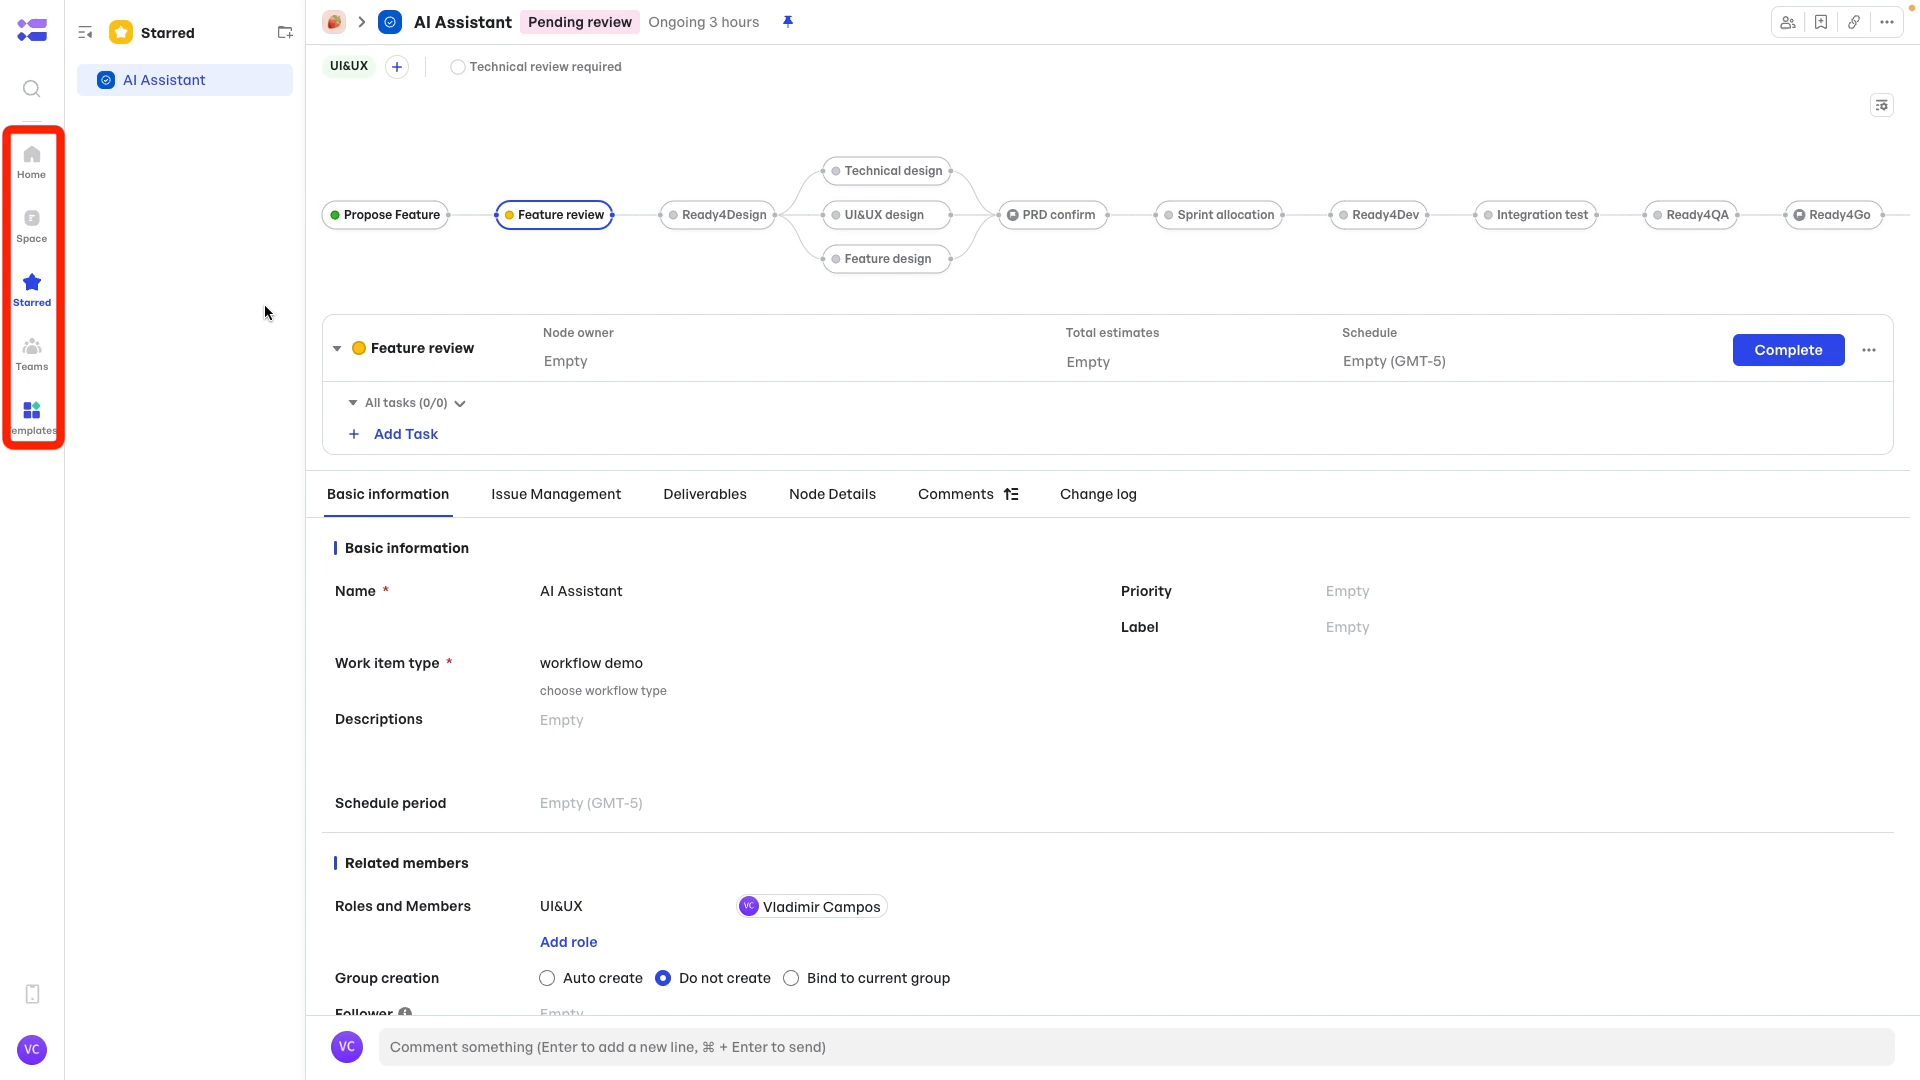 Starred
AI Assistant
Home
Space
Starred
Teams
emplates
VC
AI Assistant
Pending review
Ongoing 3 hours
UI&UX
Technical review required
Propose Feature
Feature review
Ready4Design
Technical design
UI&UX design
Feature design
PRD confirm
Sprint allocation
Ready4Dev
Integration test
Ready4QA
Ready4Go
Feature review
Node owner
Empty
Total estimates
Empty
Schedule
Empty (GMT-5)
Complete
All tasks (0/0)
+ Add Task
Basic information
Issue Management
Deliverables
Node Details
Comments
Change log
Basic information
Name *
AI Assistant
Priority
Empty
Label
Empty
Work item type *
workflow demo
choose workflow type
Descriptions
Empty
Schedule period
Empty (GMT-5)
Related members
Roles and Members
UI&UX
VC Vladimir Campos
Add role
Group creation
Auto create
Do not create
Bind to current group
Follower
Empty
VC
Comment something (Enter to add a new line, ⌘ + Enter to send)